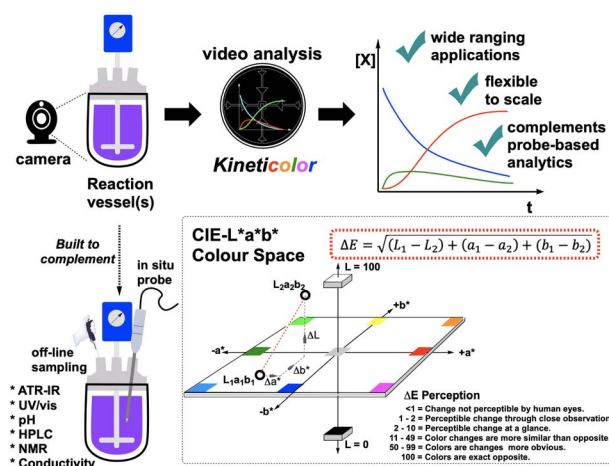 camera
Reaction
vessel(s)
video analysis
Kineticolor
[X]
wide ranging
applications
flexible
to scale
complements
probe-based
analytics
t
Built to
complement
in situ
probe
off-line
sampling
* ATR-IR
* UV/vis
* pH
* HPLC
* NMR
* Conductivity
CIE-L*a*b*
Colour Space
ΔE = √(L₁ − L₂) + (a₁ − a₂) + (b₁ − b₂)
L = 100
L₂a₂b₂
+b*
-a*
ΔL
+a*
L₁a₁b₁
Δa*
Δb*
-b*
L = 0
ΔE Perception
<1 = Change not perceptible by human eyes.
1 - 2 = Perceptible change through close observation
2 - 10 = Perceptible change at a glance.
11 - 49 = Color changes are more similar than opposite.
50 - 99 = Colors are changes more obvious.
100 = Colors are exact opposite.